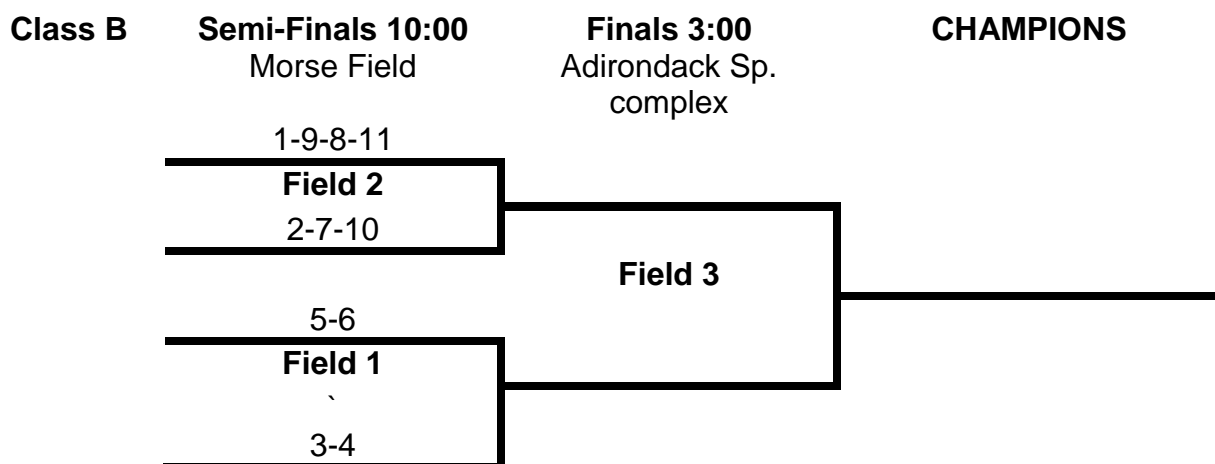 Class B Semi-Finals 10:00 Finals 3:00 CHAMPIONS
Morse Field Adirondack Sp.
complex
1-9-8-11
Field 2
2-7-10
Field 3
5-6
Field 1
`
3-4